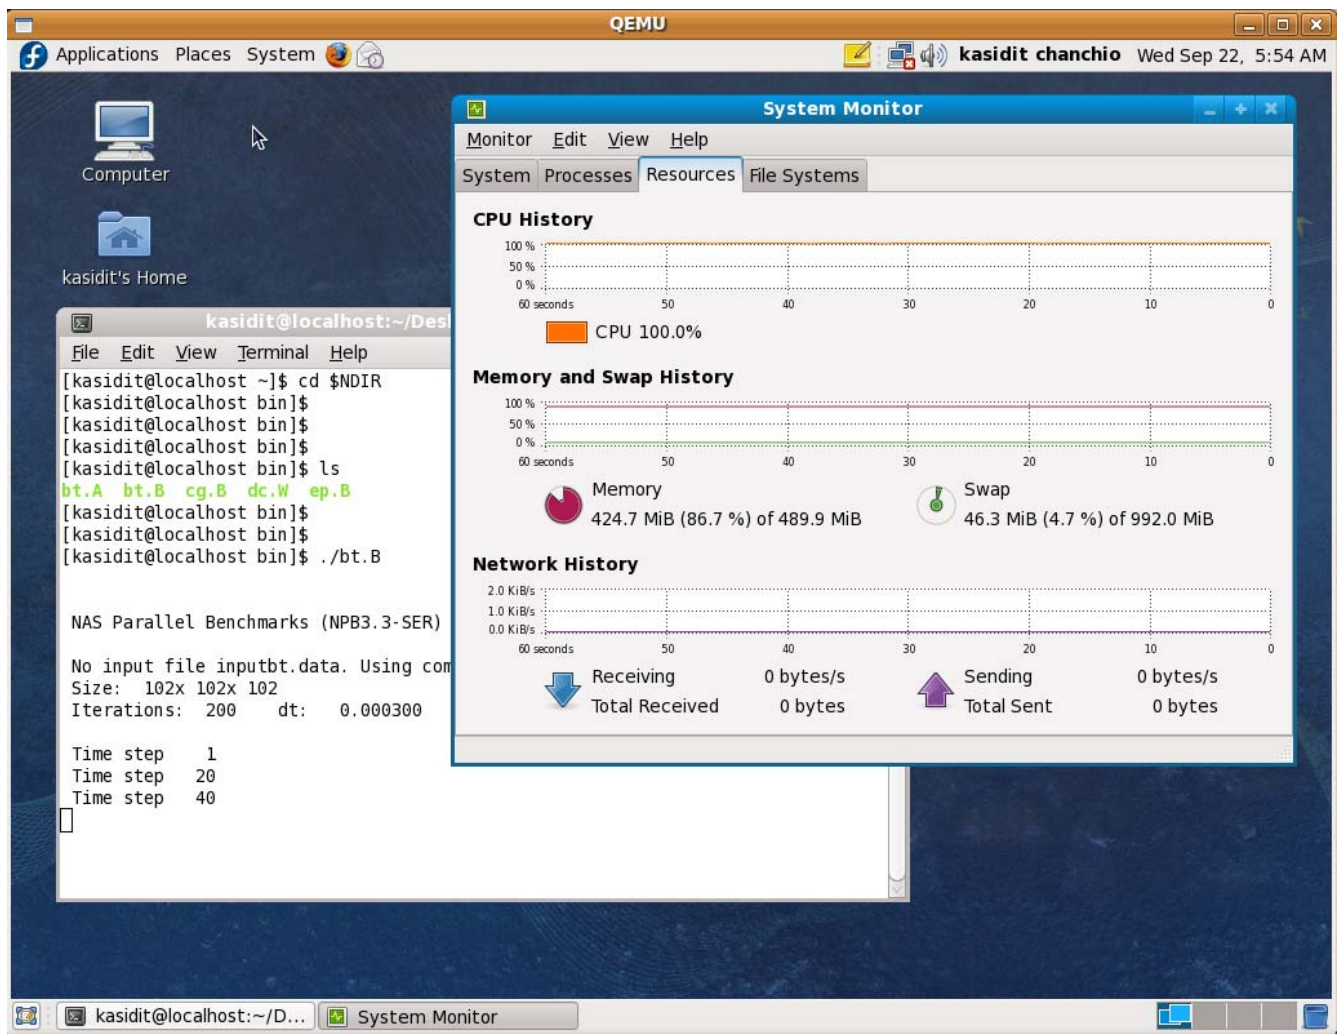 QEMU
Applications Places System kasidit chanchio Wed Sep 22, 5:54 AM
Computer
kasidit's Home
System Monitor
Monitor Edit View Help
System Processes Resources File Systems
CPU History
100 %
50 %
0 %
60 seconds 50 40 30 20 10 0
CPU 100.0%
Memory and Swap History
100 %
50 %
0 %
60 seconds 50 40 30 20 10 0
Memory Swap
424.7 MiB (86.7 %) of 489.9 MiB 46.3 MiB (4.7 %) of 992.0 MiB
Network History
2.0 KiB/s
1.0 KiB/s
0.0 KiB/s
60 seconds 50 40 30 20 10 0
Receiving 0 bytes/s Sending 0 bytes/s
Total Received 0 bytes Total Sent 0 bytes
kasidit@localhost:~/Des
File Edit View Terminal Help
[kasidit@localhost ~]$ cd $NDIR
[kasidit@localhost bin]$
[kasidit@localhost bin]$
[kasidit@localhost bin]$
[kasidit@localhost bin]$ ls
bt.A bt.B cg.B dc.W ep.B
[kasidit@localhost bin]$
[kasidit@localhost bin]$
[kasidit@localhost bin]$ ./bt.B
NAS Parallel Benchmarks (NPB3.3-SER)
No input file inputbt.data. Using com
Size: 102x 102x 102
Iterations: 200 dt: 0.000300
Time step 1
Time step 20
Time step 40
kasidit@localhost:~/D... System Monitor